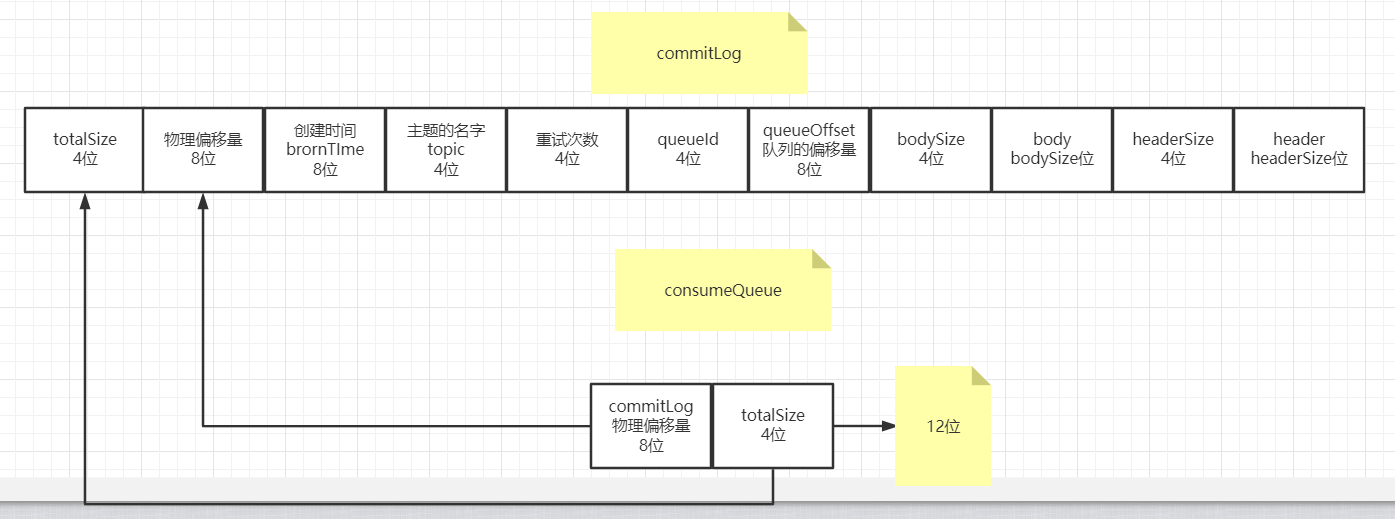 commitLog
totalSize
4位
物理偏移量
8位
创建时间
brornTIme
8位
主题的名字
topic
4位
重试次数
4位
queueId
4位
queueOffset
队列的偏移量
8位
bodySize
4位
body
bodySize位
headerSize
4位
header
headerSize位
consumeQueue
commitLog
物理偏移量
8位
totalSize
4位
12位